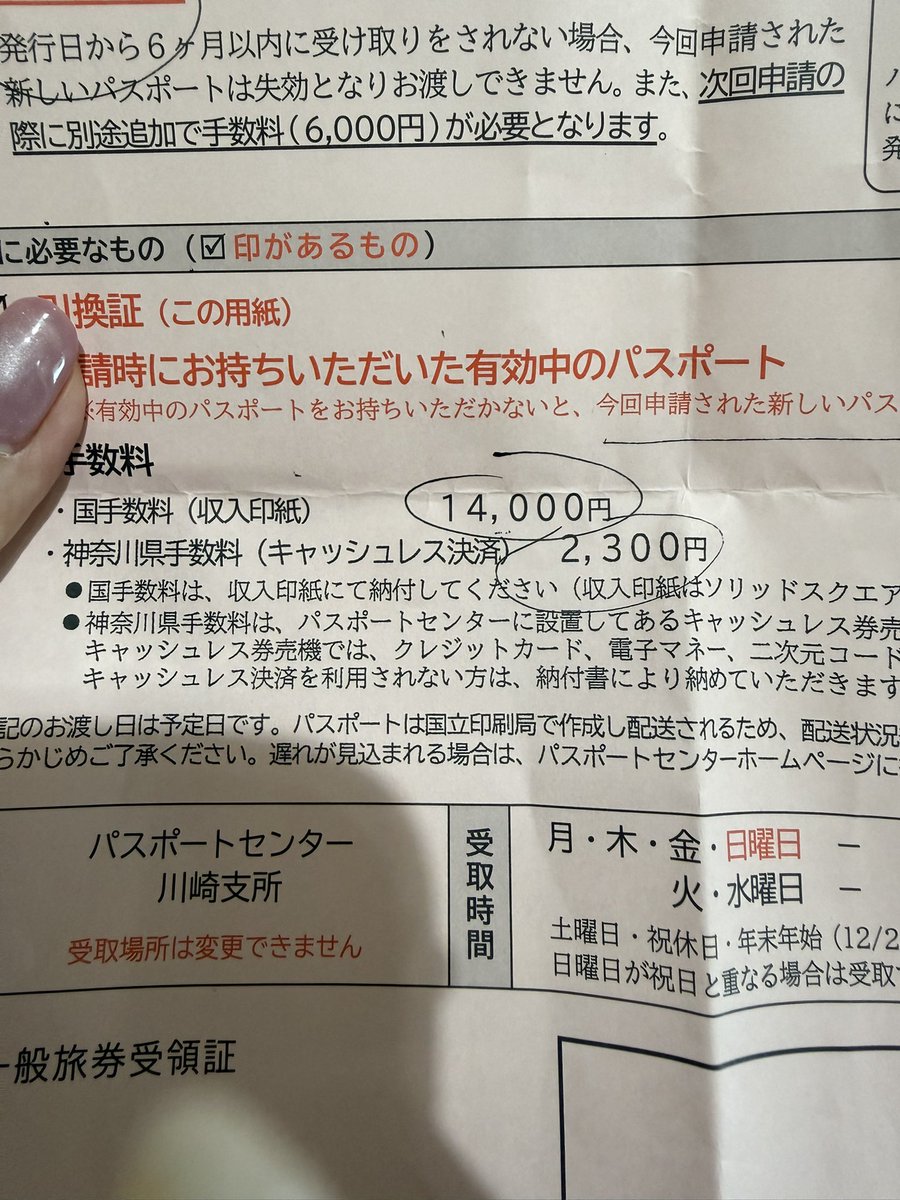 発行日から6ヶ月以内に受け取りをされない場合、今回申請された
新しいパスポートは失効となりお渡しできません。また、次回申請の
際に別途追加で手数料(6,000円)が必要となります。
に必要なもの(☑印があるもの)
引換証(この用紙)
請時にお持ちいただいた有効中のパスポート
※有効中のパスポートをお持ちいただかないと、今回申請された新しいパス
手数料
・国手数料(収入印紙) 14,000円
・神奈川県手数料(キャッシュレス決済) 2,300円
●国手数料は、収入印紙にて納付してください(収入印紙はソリッドスクエア
●神奈川県手数料は、パスポートセンターに設置してあるキャッシュレス券売
キャッシュレス券売機では、クレジットカード、電子マネー、二次元コード
キャッシュレス決済を利用されない方は、納付書により納めていただきます
記のお渡し日は予定日です。パスポートは国立印刷局で作成し配送されるため、配送状況
らかじめご了承ください。遅れが見込まれる場合は、パスポートセンターホームページに
パスポートセンター
川崎支所
受取場所は変更できません
受取時間
月・木・金・日曜日 −
火・水曜日 −
土曜日・祝休日・年末年始(12/2
日曜日が祝日と重なる場合は受取
一般旅券受領証